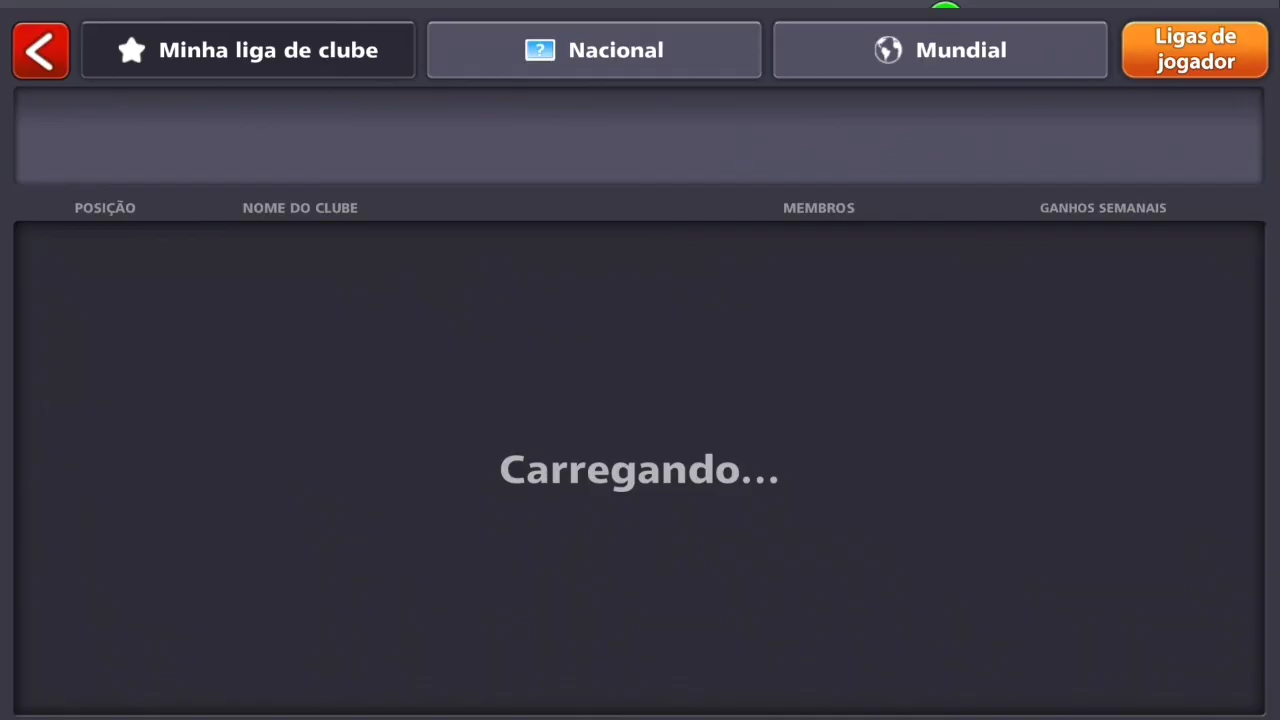 Minha liga de clube
? Nacional
Mundial
Ligas de
jogador
POSIÇÃO NOME DO CLUBE MEMBROS GANHOS SEMANAIS
Carregando...